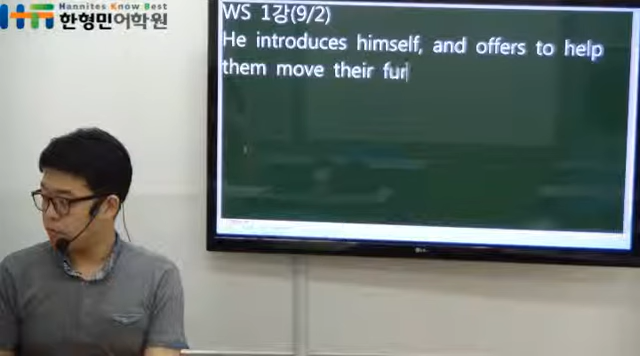 Hannites Know Best
한형민어학원
WS 1강(9/2)
He introduces himself, and offers to help
them move their fur
LG